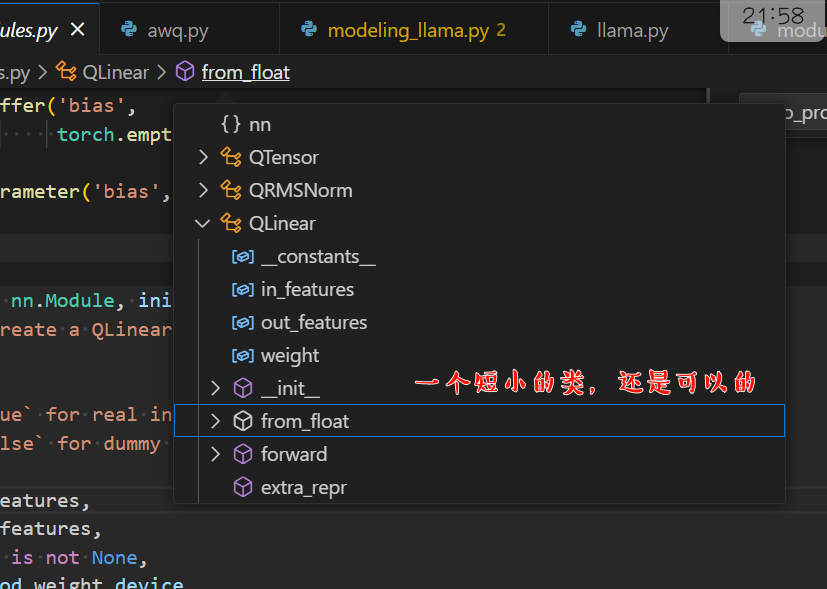 ules.py
awq.py
modeling_llama.py 2
llama.py
21:58
modu
s.py > QLinear > from_float
ffer('bias',
torch.empt
rameter('bias',
nn.Module, ini
reate a QLinear
ue` for real in
lse` for dummy
eatures,
features,
is not None,
od.weight.device
{} nn
QTensor
QRMSNorm
QLinear
__constants__
in_features
out_features
weight
__init__
一个短小的类，还是可以的
from_float
forward
extra_repr
o_pro